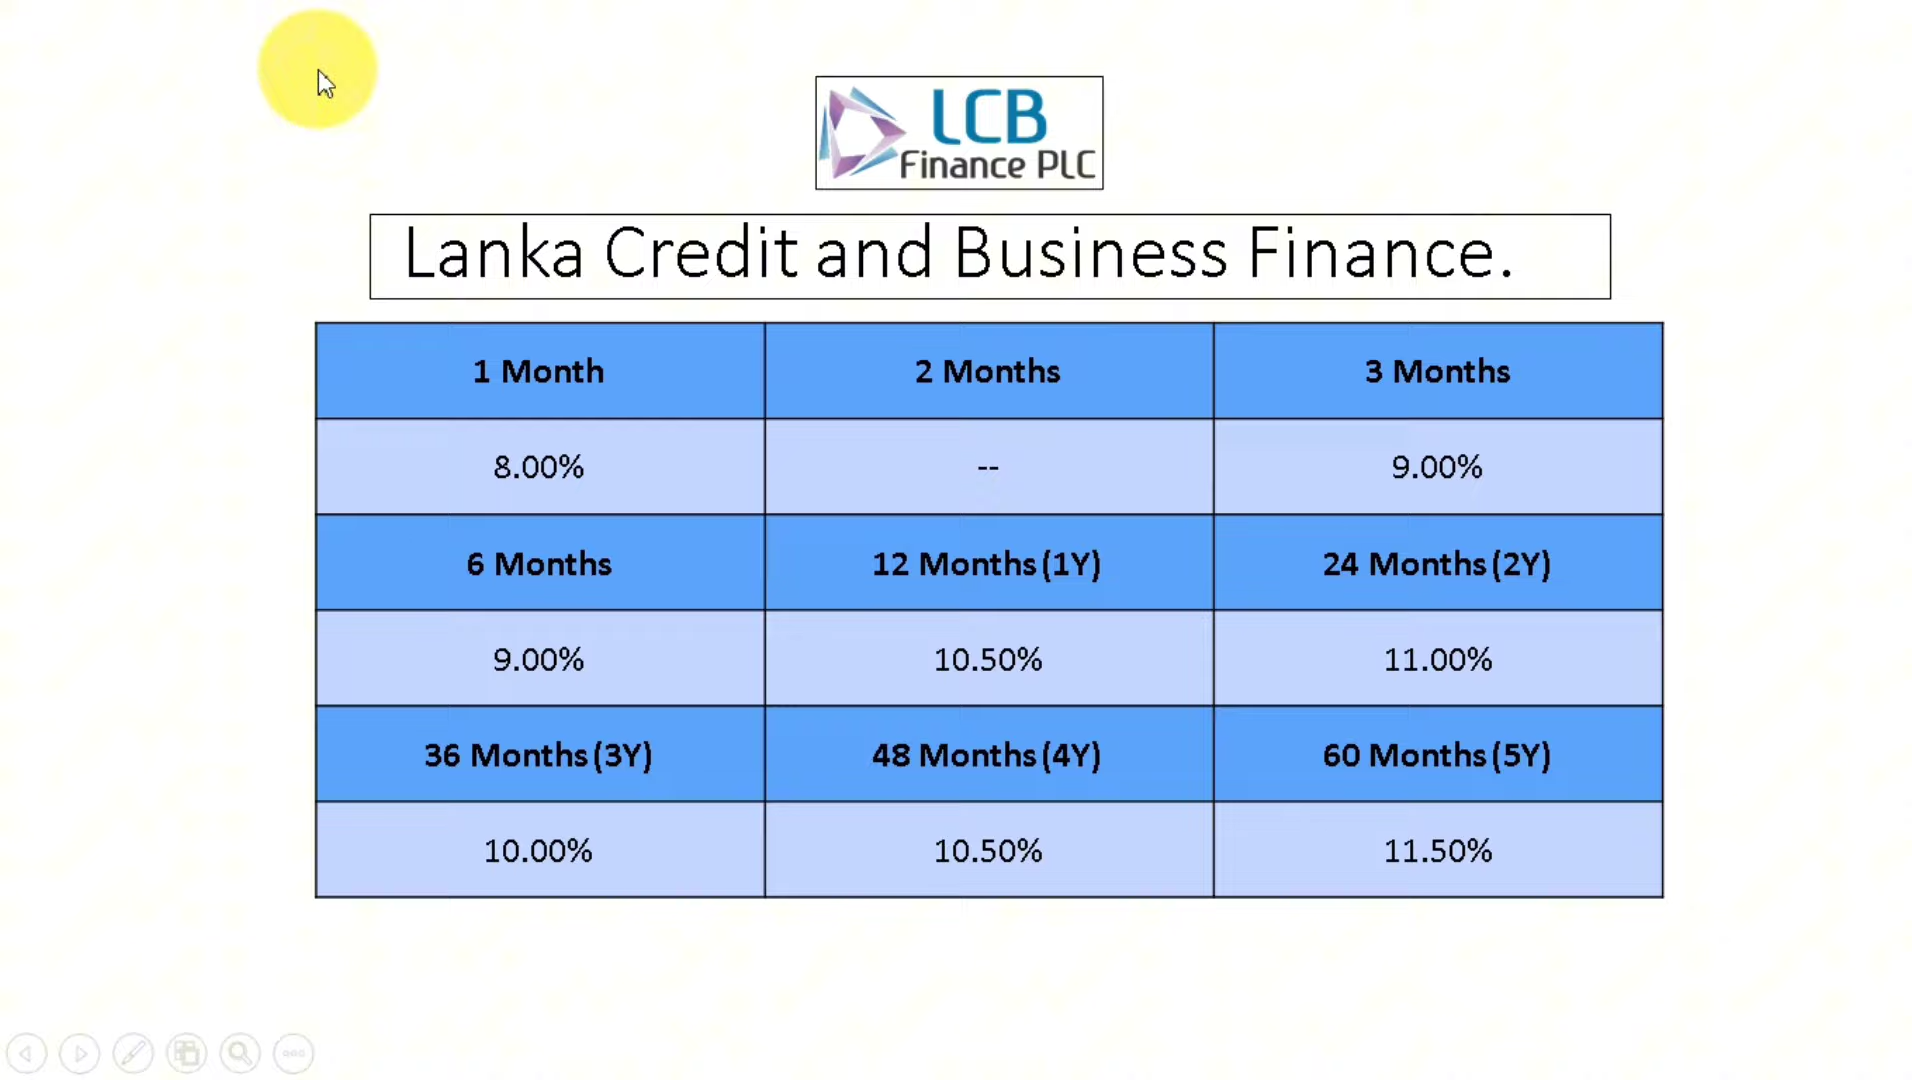 LCB
Finance PLC
Lanka Credit and Business Finance.
1 Month 2 Months 3 Months
8.00% -- 9.00%
6 Months 12 Months (1Y) 24 Months (2Y)
9.00% 10.50% 11.00%
36 Months (3Y) 48 Months (4Y) 60 Months (5Y)
10.00% 10.50% 11.50%